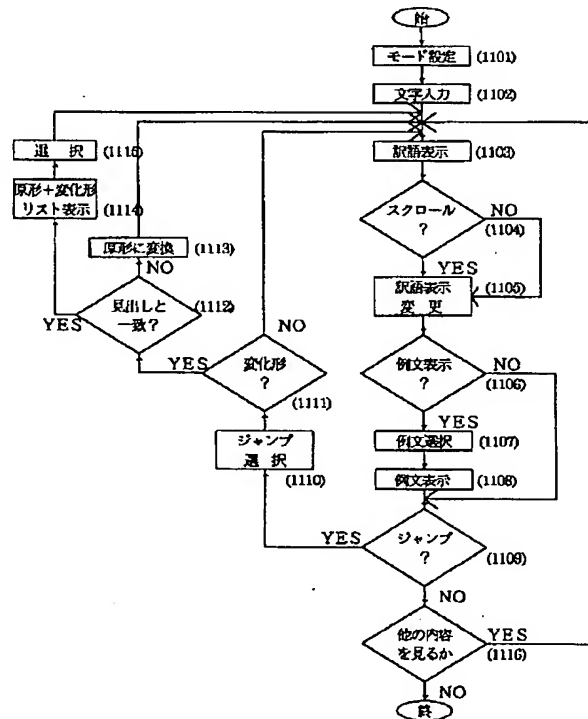 始
モード設定
(1101)
文字入力
(1102)
訳語表示
(1103)
スクロール
?
NO
(1104)
YES
訳語表示
変更
(1105)
例文表示
?
NO
(1106)
YES
例文選択
(1107)
例文表示
(1108)
ジャンプ
?
YES
(1109)
NO
他の内容
を見るか
YES
(1116)
NO
終
ジャンプ
選択
(1110)
変化形
?
YES
NO
(1111)
見出しと
一致?
YES
NO
(1112)
原形に変換
(1113)
原形+変化形
リスト表示
(1114)
選択
(1115)